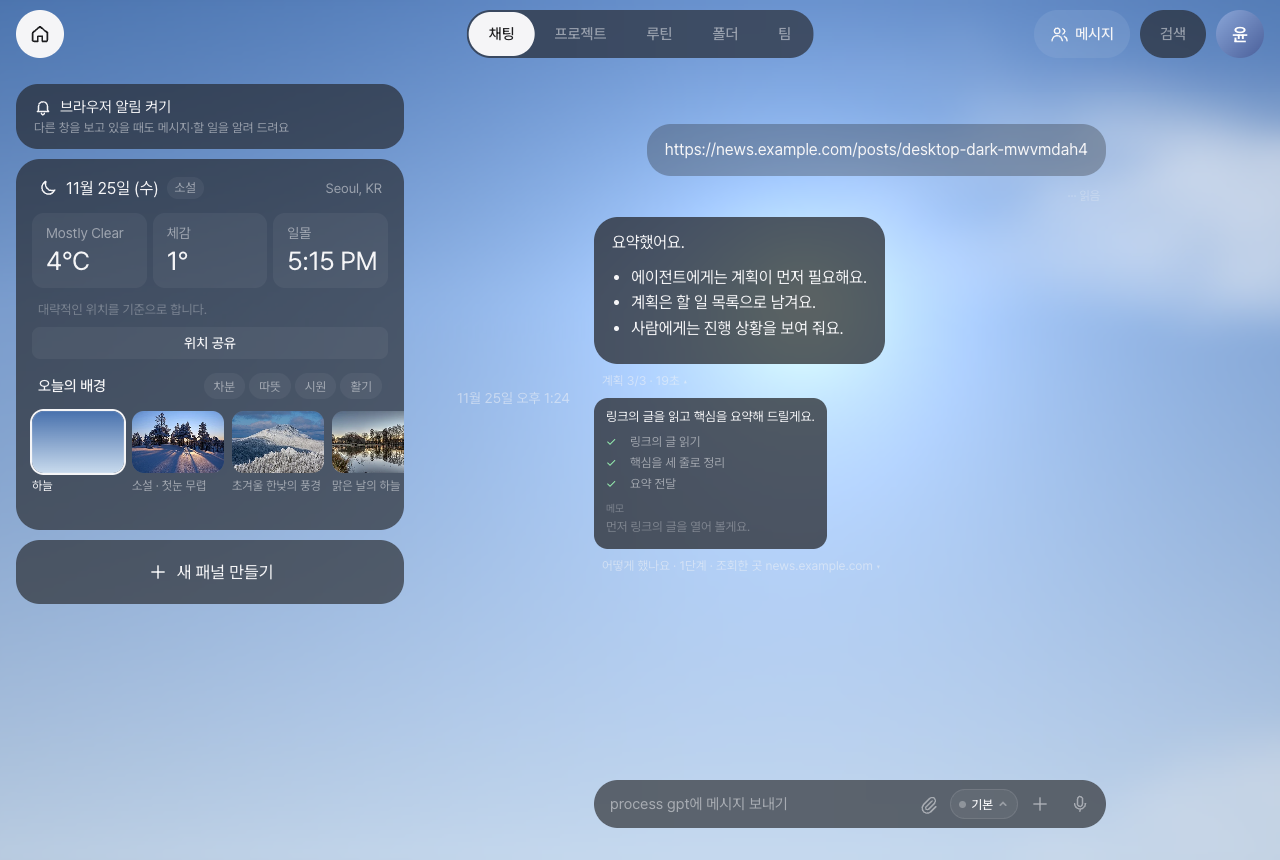 채팅
프로젝트
루틴
폴더
팀
메시지
검색
윤
브라우저 알림 켜기
다른 창을 보고 있을 때도 메시지·할 일을 알려 드려요
11월 25일 (수) 소설
Seoul, KR
Mostly Clear
4°C
체감
1°
일몰
5:15 PM
대략적인 위치를 기준으로 합니다.
위치 공유
오늘의 배경
차분
따뜻
시원
활기
하늘
소설 · 첫눈 무렵
초겨울 한낮의 풍경
맑은 날의 하늘
새 패널 만들기
https://news.example.com/posts/desktop-dark-mwvmdah4
요약했어요.
• 에이전트에게는 계획이 먼저 필요해요.
• 계획은 할 일 목록으로 남겨요.
• 사람에게는 진행 상황을 보여 줘요.
계획 3/3 · 19초 ›
11월 25일 오후 1:24
링크의 글을 읽고 핵심을 요약해 드릴게요.
링크의 글 읽기
핵심을 세 줄로 정리
요약 전달
메모
먼저 링크의 글을 열어 볼게요.
어떻게 했나요 · 1단계 · 조회한 곳 news.example.com ›
process gpt에 메시지 보내기
기본